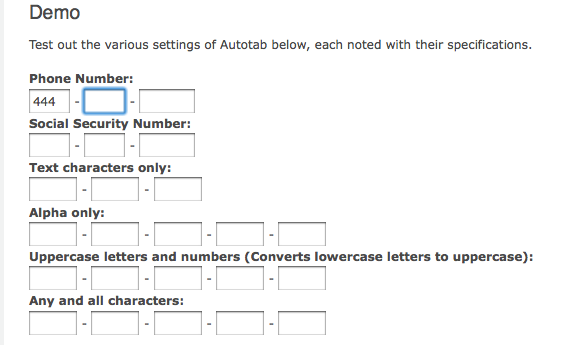 Demo
Test out the various settings of Autotab below, each noted with their specifications.
Phone Number:
444 - -
Social Security Number:
- -
Text characters only:
- -
Alpha only:
- - - -
Uppercase letters and numbers (Converts lowercase letters to uppercase):
- - - -
Any and all characters:
- - - -